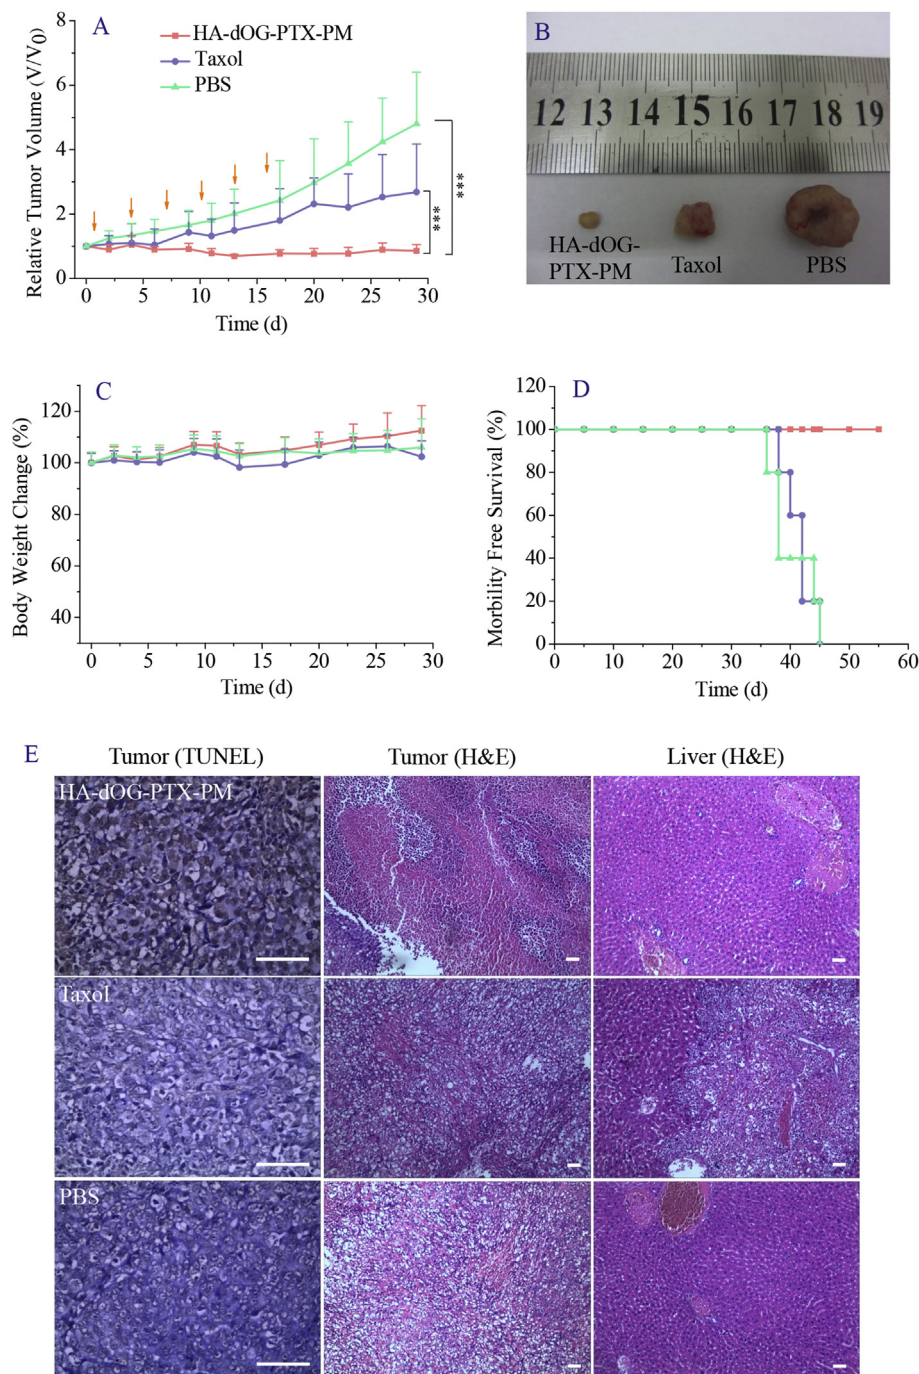 A
HA-dOG-PTX-PM
Taxol
PBS
Relative Tumor Volume (V/V0)
8
6
4
2
0
***
***
0 5 10 15 20 25 30
Time (d)
B
12 13 14 15 16 17 18 19
HA-dOG-
PTX-PM
Taxol
PBS
C
Body Weight Change (%)
120
100
80
60
40
0 5 10 15 20 25 30
Time (d)
D
Morbility Free Survival (%)
120
100
80
60
40
20
0
0 10 20 30 40 50 60
Time (d)
E
Tumor (TUNEL) Tumor (H&E) Liver (H&E)
HA-dOG-PTX-PM
Taxol
PBS